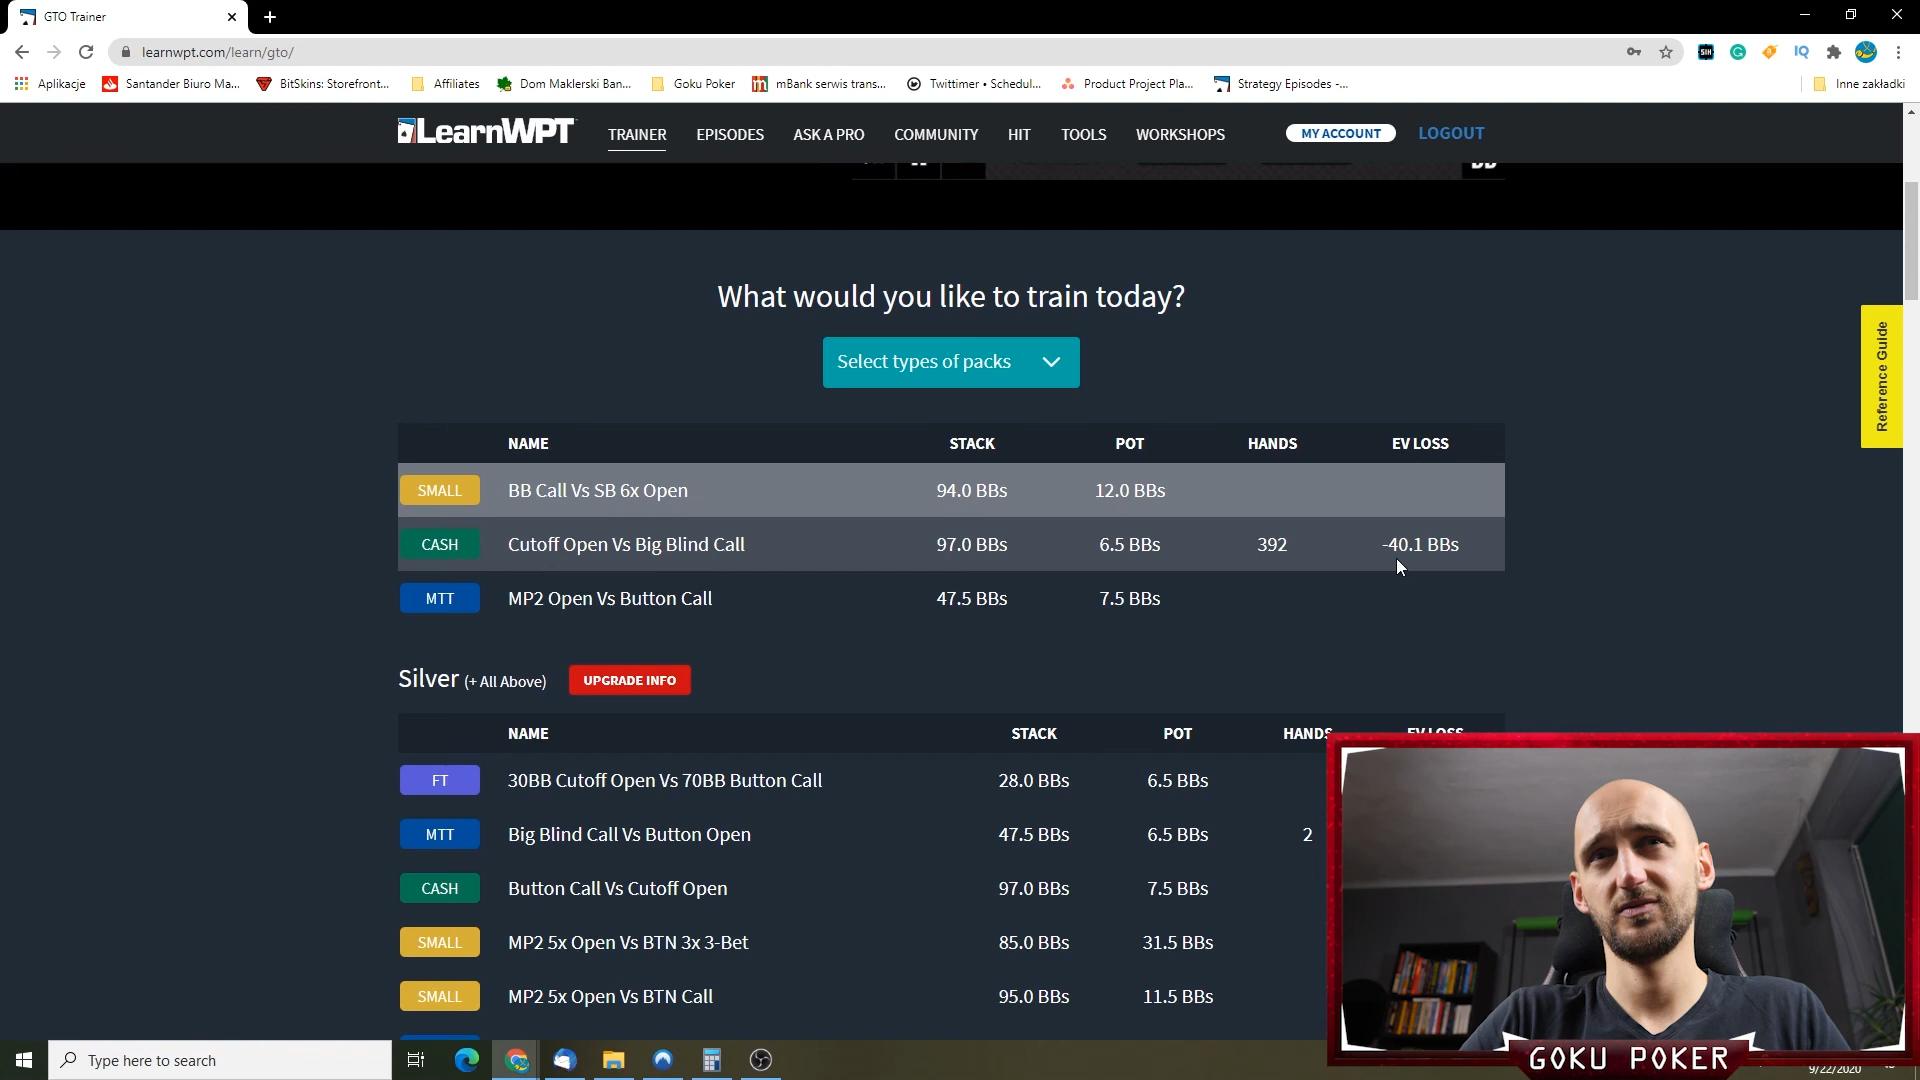 GTO Trainer
learnwpt.com/learn/gto/
Aplikacje Santander Biuro Ma... BitSkins: Storefront... Affiliates Dom Maklerski Ban... Goku Poker mBank serwis trans... Twittimer • Schedul... Product Project Pla... Strategy Episodes -... Inne zakładki
LearnWPT TRAINER EPISODES ASK A PRO COMMUNITY HIT TOOLS WORKSHOPS MY ACCOUNT LOGOUT
What would you like to train today?
Select types of packs
Reference Guide
NAME STACK POT HANDS EV LOSS
SMALL BB Call Vs SB 6x Open 94.0 BBs 12.0 BBs
CASH Cutoff Open Vs Big Blind Call 97.0 BBs 6.5 BBs 392 -40.1 BBs
MTT MP2 Open Vs Button Call 47.5 BBs 7.5 BBs
Silver (+ All Above) UPGRADE INFO
NAME STACK POT HANDS EV LOSS
FT 30BB Cutoff Open Vs 70BB Button Call 28.0 BBs 6.5 BBs
MTT Big Blind Call Vs Button Open 47.5 BBs 6.5 BBs 2
CASH Button Call Vs Cutoff Open 97.0 BBs 7.5 BBs
SMALL MP2 5x Open Vs BTN 3x 3-Bet 85.0 BBs 31.5 BBs
SMALL MP2 5x Open Vs BTN Call 95.0 BBs 11.5 BBs
GOKU POKER
Type here to search
9/22/2020